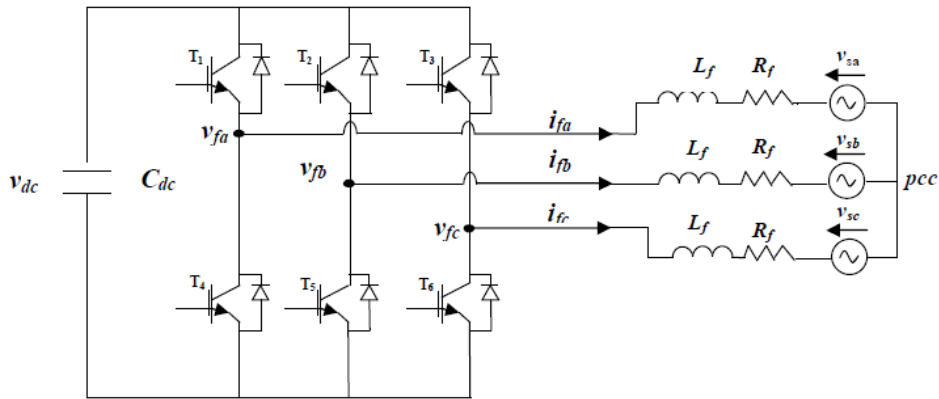 T1
T2
T3
Lf
Rf
vsa
vfa
ifa
vdc
Cdc
vfb
ifb
Lf
Rf
vsb
pcc
vfc
ifc
Lf
Rf
vsc
T4
T5
T6